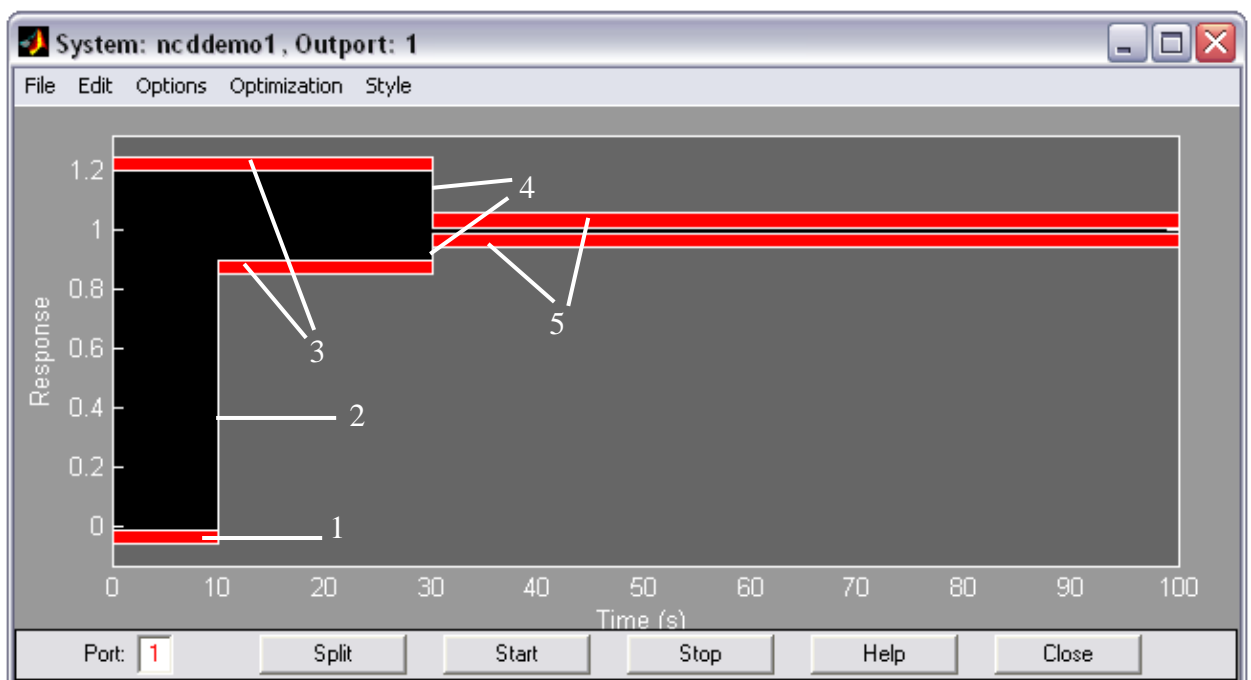 System: ncddemo1 , Outport: 1
File Edit Options Optimization Style
1.2
1
0.8
0.6
0.4
0.2
0
Response
4
5
3
2
1
0 10 20 30 40 50 60 70 80 90 100
Time (s)
Port: 1 Split Start Stop Help Close